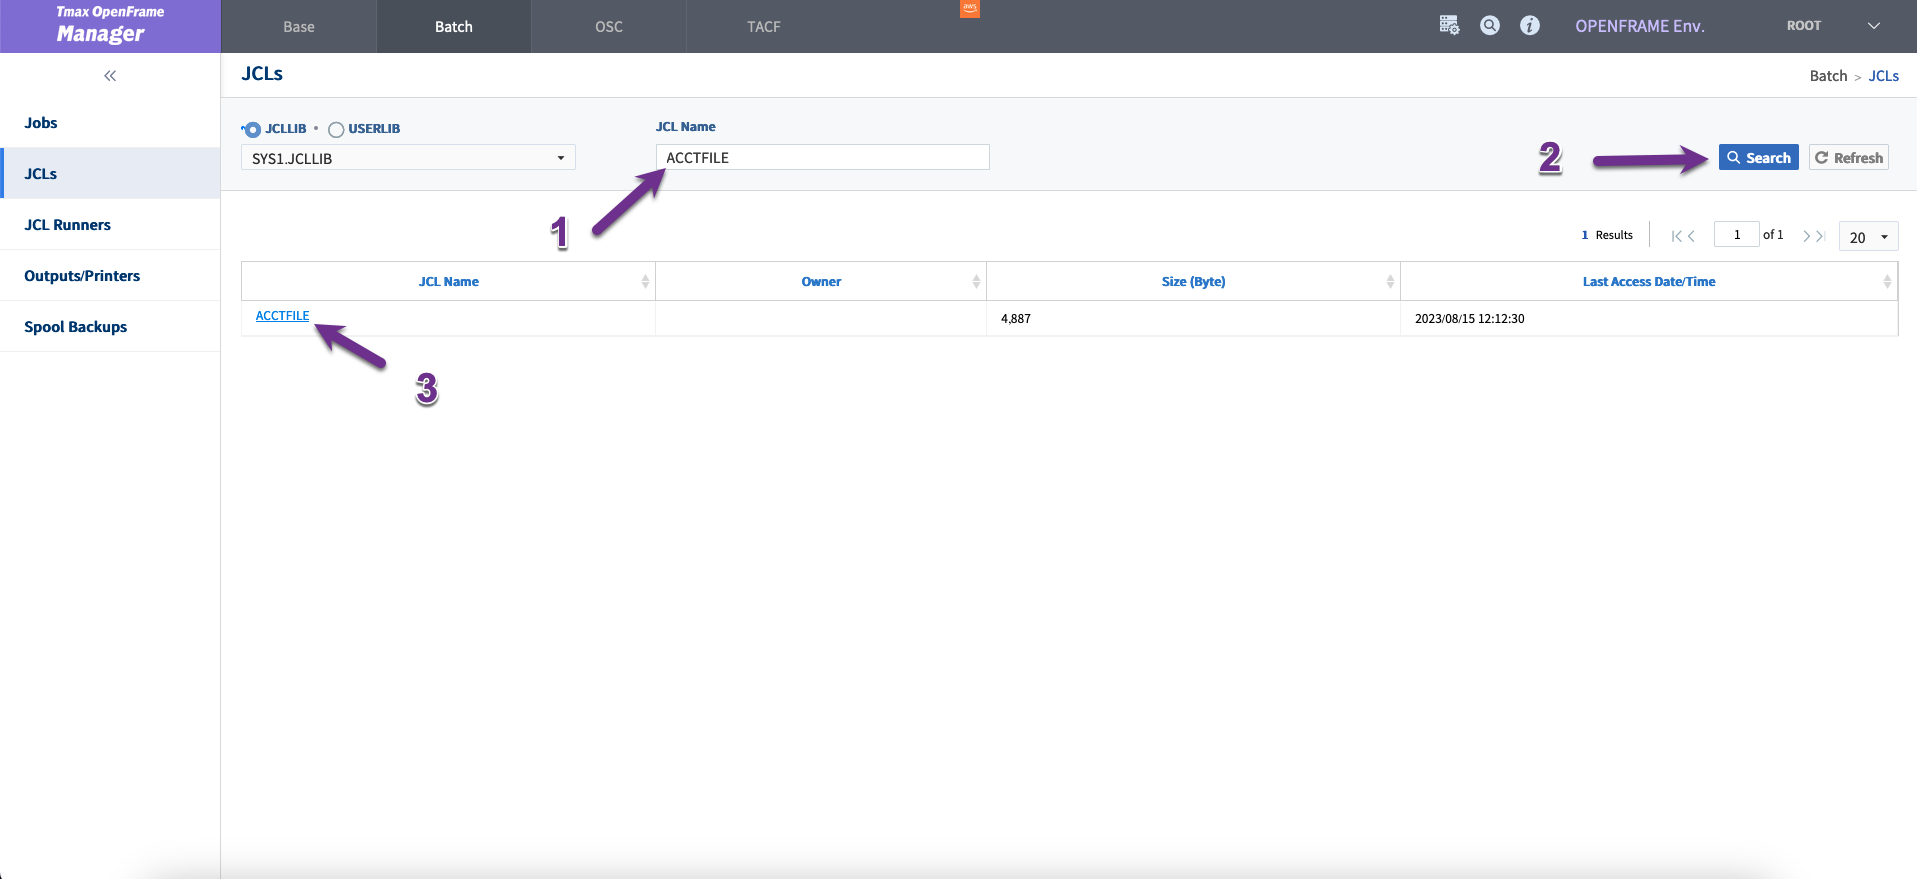 Tmax OpenFrame
Manager
Base
Batch
OSC
TACF
aws
OPENFRAME Env.
ROOT
JCLs
Batch > JCLs
Jobs
JCLs
JCL Runners
Outputs/Printers
Spool Backups
JCLLIB • USERLIB
SYS1.JCLLIB
JCL Name
ACCTFILE
1
2
Search
Refresh
1 Results
1 of 1
20
JCL Name Owner Size (Byte) Last Access Date/Time
ACCTFILE 4,887 2023/08/15 12:12:30
3